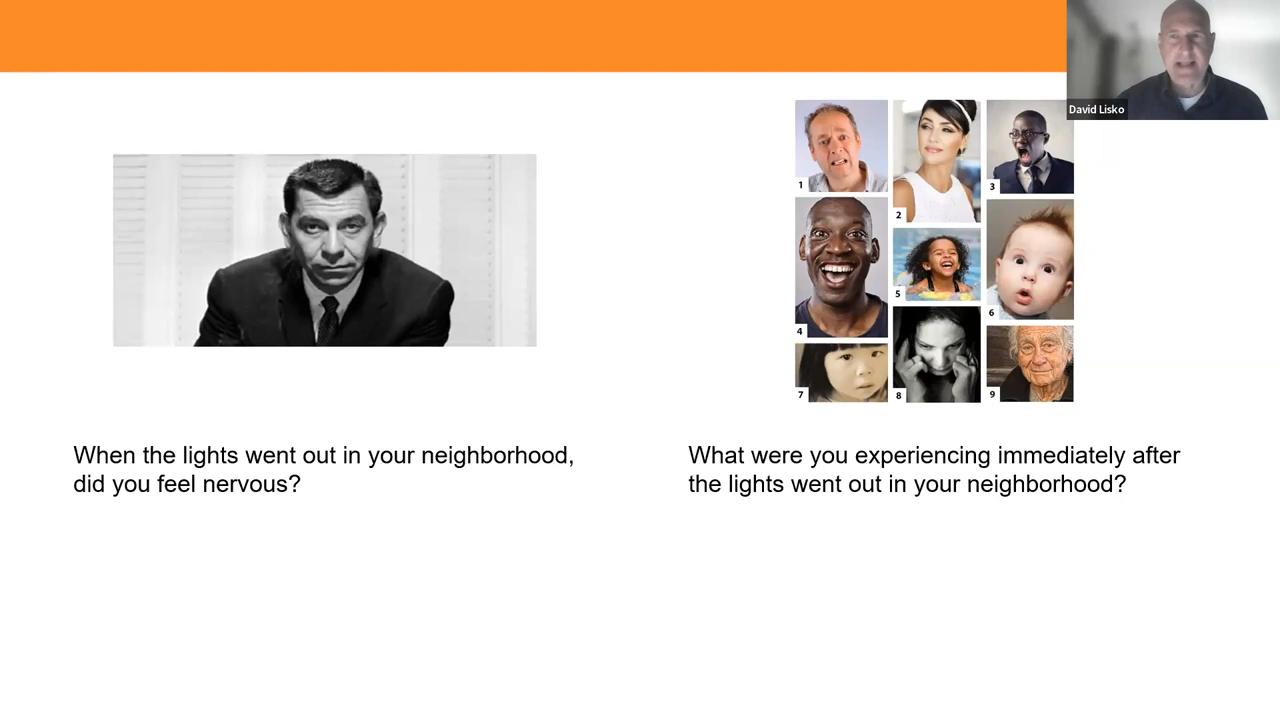 David Lisko
1
2
3
4
5
6
7
8
9
When the lights went out in your neighborhood,
did you feel nervous?
What were you experiencing immediately after
the lights went out in your neighborhood?